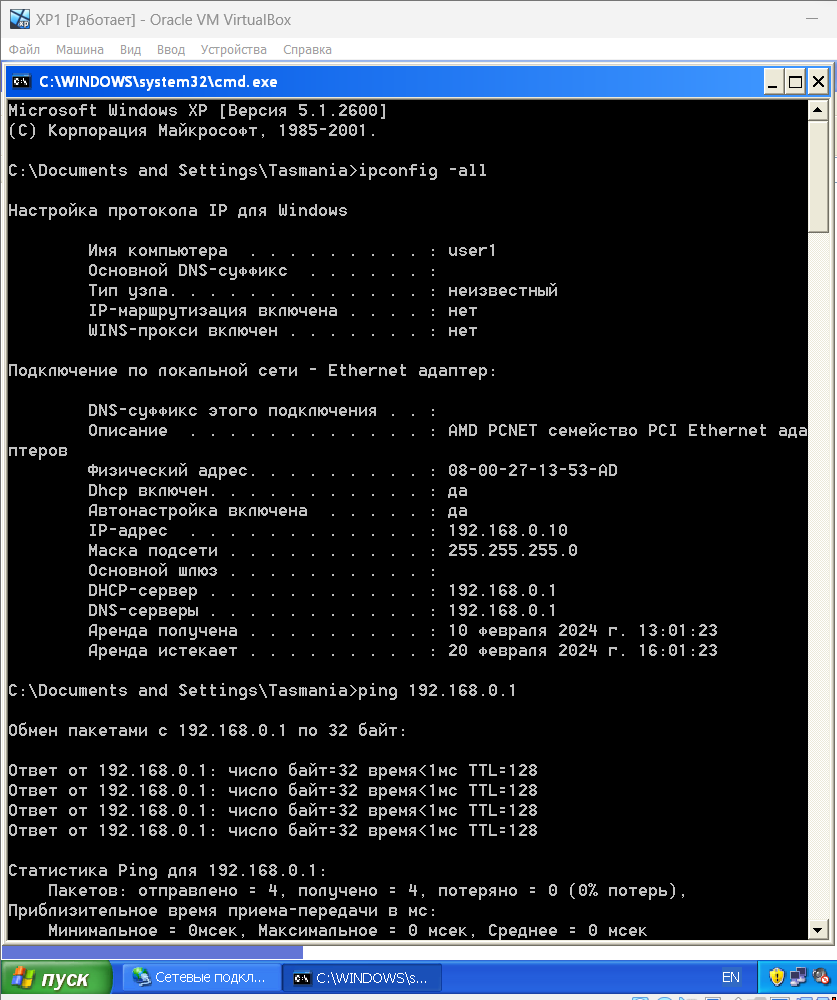 XP1 [Работает] - Oracle VM VirtualBox
Файл Машина Вид Ввод Устройства Справка
C:\WINDOWS\system32\cmd.exe
Microsoft Windows XP [Версия 5.1.2600]
(C) Корпорация Майкрософт, 1985-2001.
C:\Documents and Settings\Tasmania>ipconfig -all
Настройка протокола IP для Windows
Имя компьютера . . . . . . . . . : user1
Основной DNS-суффикс . . . . . . :
Тип узла. . . . . . . . . . . . . : неизвестный
IP-маршрутизация включена . . . . : нет
WINS-прокси включен . . . . . . . : нет
Подключение по локальной сети - Ethernet адаптер:
DNS-суффикс этого подключения . . :
Описание . . . . . . . . . . . . : AMD PCNET семейство PCI Ethernet ада
птеров
Физический адрес. . . . . . . . . : 08-00-27-13-53-AD
Dhcp включен. . . . . . . . . . . : да
Автонастройка включена . . . . . : да
IP-адрес . . . . . . . . . . . . : 192.168.0.10
Маска подсети . . . . . . . . . . : 255.255.255.0
Основной шлюз . . . . . . . . . . :
DHCP-сервер . . . . . . . . . . . : 192.168.0.1
DNS-серверы . . . . . . . . . . . : 192.168.0.1
Аренда получена . . . . . . . . . : 10 февраля 2024 г. 13:01:23
Аренда истекает . . . . . . . . . : 20 февраля 2024 г. 16:01:23
C:\Documents and Settings\Tasmania>ping 192.168.0.1
Обмен пакетами с 192.168.0.1 по 32 байт:
Ответ от 192.168.0.1: число байт=32 время<1мс TTL=128
Ответ от 192.168.0.1: число байт=32 время<1мс TTL=128
Ответ от 192.168.0.1: число байт=32 время<1мс TTL=128
Ответ от 192.168.0.1: число байт=32 время<1мс TTL=128
Статистика Ping для 192.168.0.1:
Пакетов: отправлено = 4, получено = 4, потеряно = 0 (0% потерь),
Приблизительное время приема-передачи в мс:
Минимальное = 0мсек, Максимальное = 0 мсек, Среднее = 0 мсек
пуск Сетевые подкл... C:\WINDOWS\s... EN